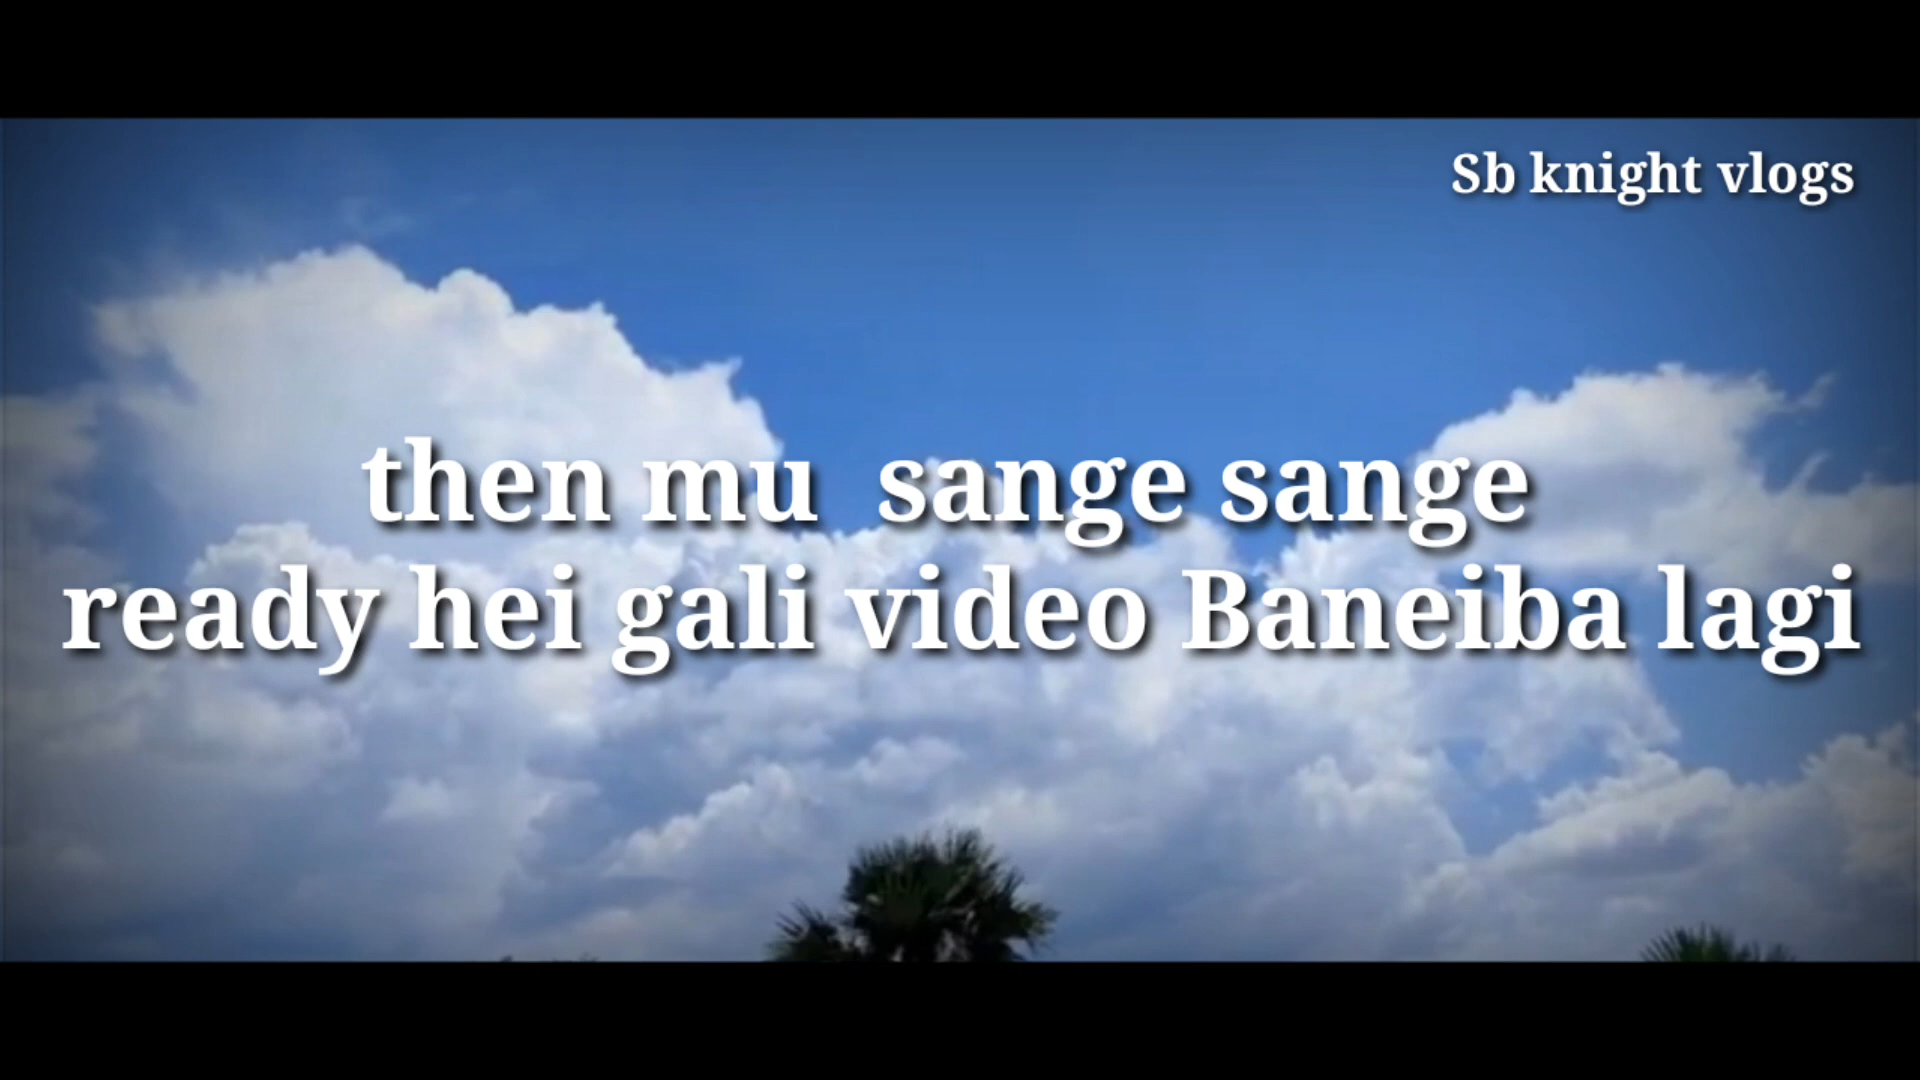 Sb knight vlogs
then mu  sange sange
ready hei gali video Baneiba lagi